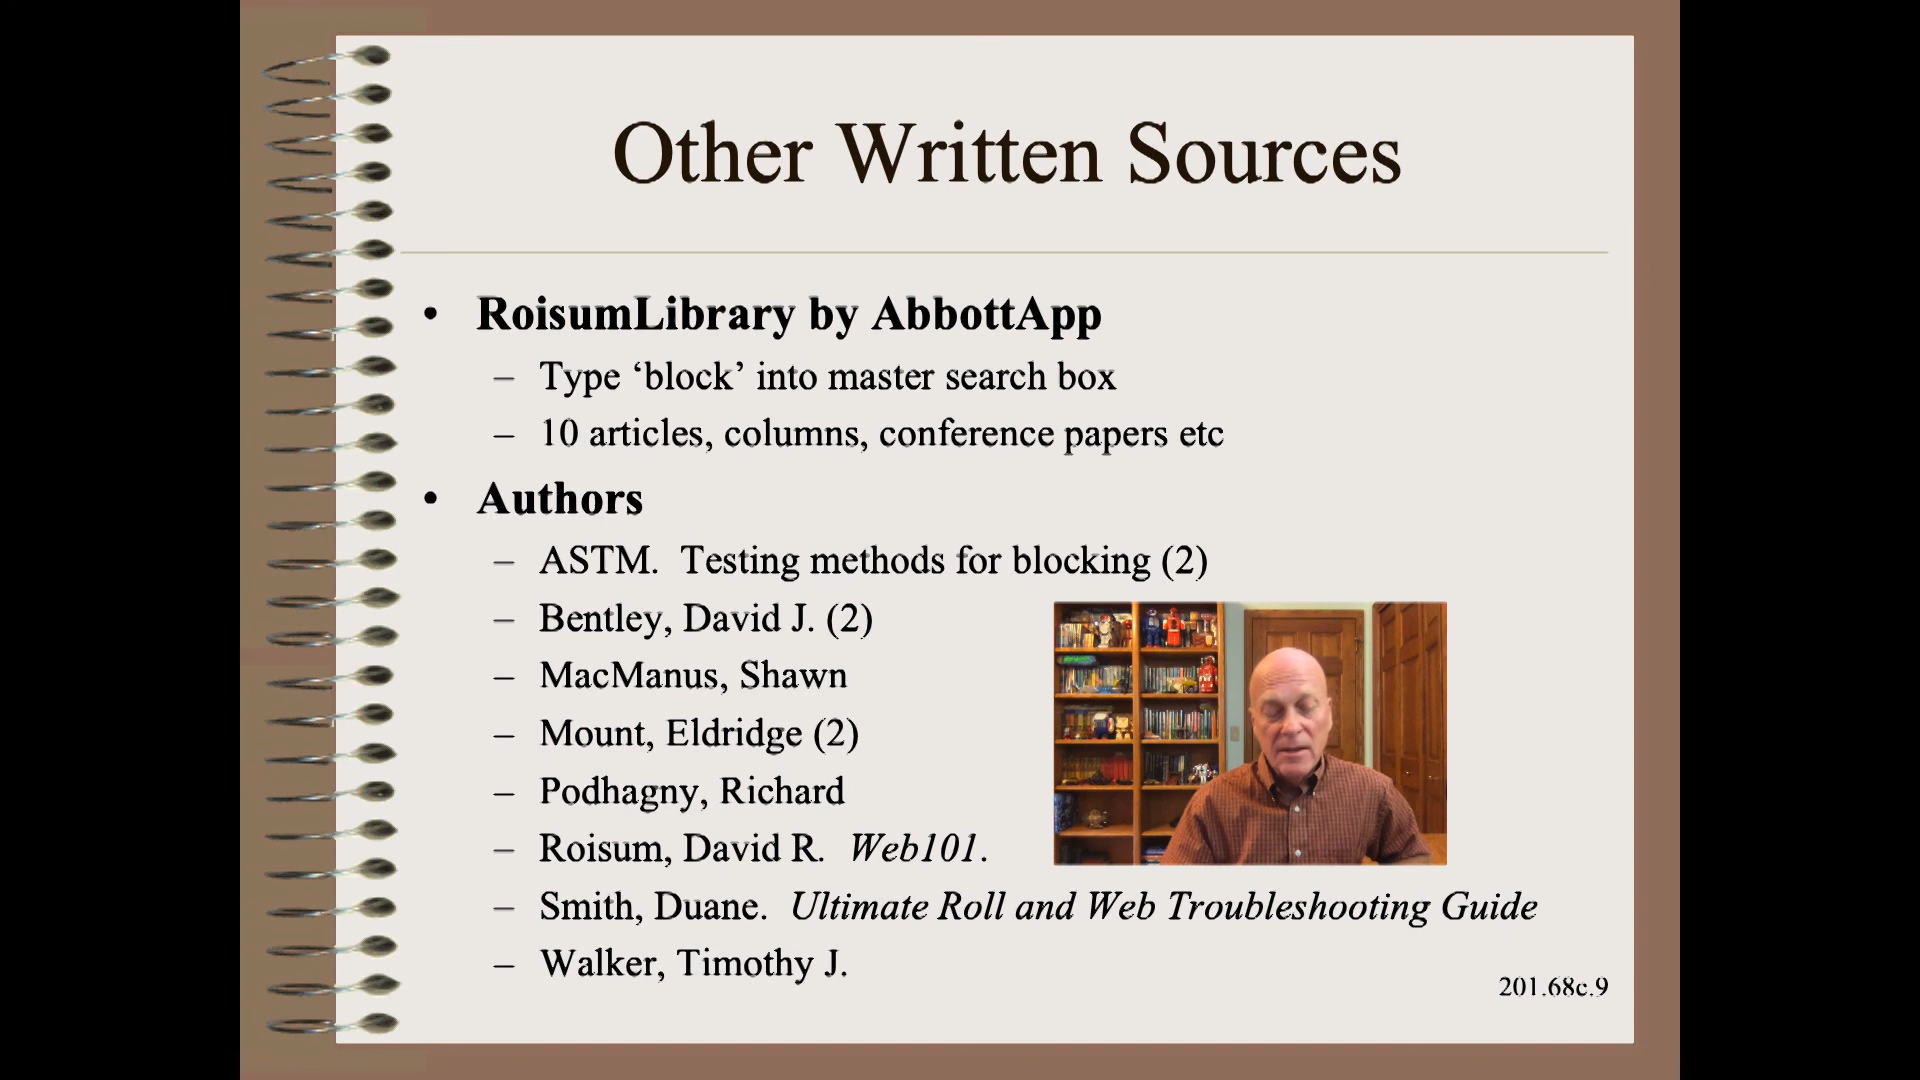 Other Written Sources
• RoisumLibrary by AbbottApp
– Type ‘block’ into master search box
– 10 articles, columns, conference papers etc
• Authors
– ASTM.  Testing methods for blocking (2)
– Bentley, David J. (2)
– MacManus, Shawn
– Mount, Eldridge (2)
– Podhagny, Richard
– Roisum, David R.  Web101.
– Smith, Duane.  Ultimate Roll and Web Troubleshooting Guide
– Walker, Timothy J.
201.68c.9